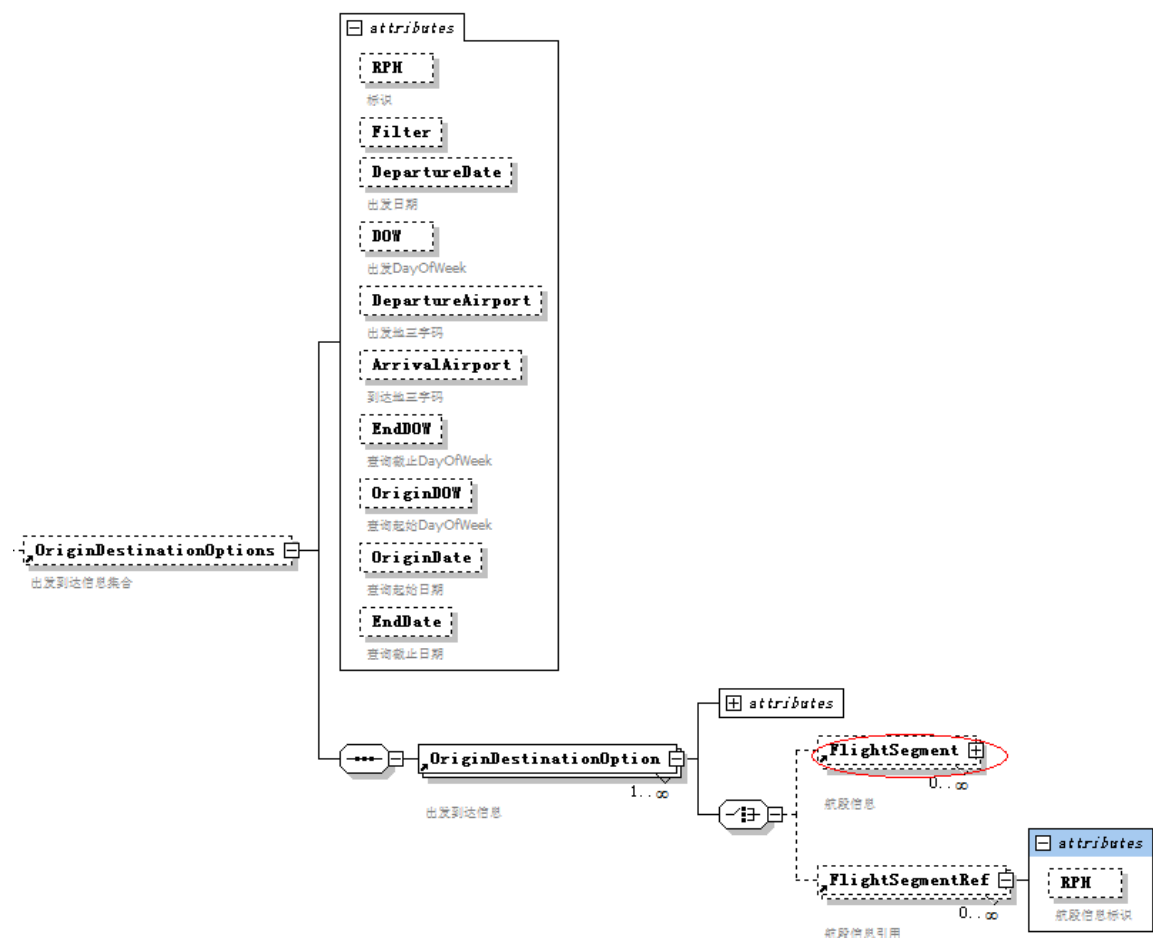 attributes
RPH
标识
Filter
DepartureDate
出发日期
DOW
出发DayOfWeek
DepartureAirport
出发地三字码
ArrivalAirport
到达地三字码
EndDOW
查询截止DayOfWeek
OriginDOW
查询起始DayOfWeek
OriginDate
查询起始日期
EndDate
查询截止日期
OriginDestinationOptions
出发到达信息集合
OriginDestinationOption
1..∞
出发到达信息
attributes
FlightSegment
0..∞
航段信息
FlightSegmentRef
0..∞
航段信息引用
attributes
RPH
航段信息标识